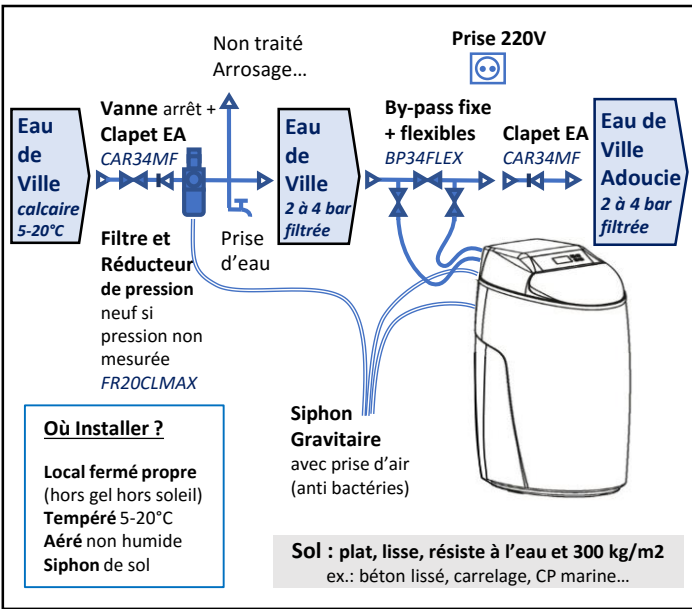 Non traité
Arrosage...
Prise 220V
Vanne arrêt +
Clapet EA
CAR34MF
By-pass fixe
+ flexibles
BP34FLEX
Clapet EA
CAR34MF
Eau
de
Ville
calcaire
5-20°C
Eau
de
Ville
2 à 4 bar
filtrée
Eau de
Ville
Adoucie
2 à 4 bar
filtrée
Prise
d'eau
Filtre et
Réducteur
de pression
neuf si
pression non
mesurée
FR20CLMAX
Siphon
Gravitaire
avec prise d'air
(anti bactéries)
Où Installer ?
Local fermé propre
(hors gel hors soleil)
Tempéré 5-20°C
Aéré non humide
Siphon de sol
Sol : plat, lisse, résiste à l'eau et 300 kg/m2
ex.: béton lissé, carrelage, CP marine...